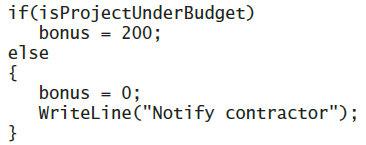 if(isProjectUnderBudget)
   bonus = 200;
else
{
   bonus = 0;
   WriteLine("Notify contractor");
}